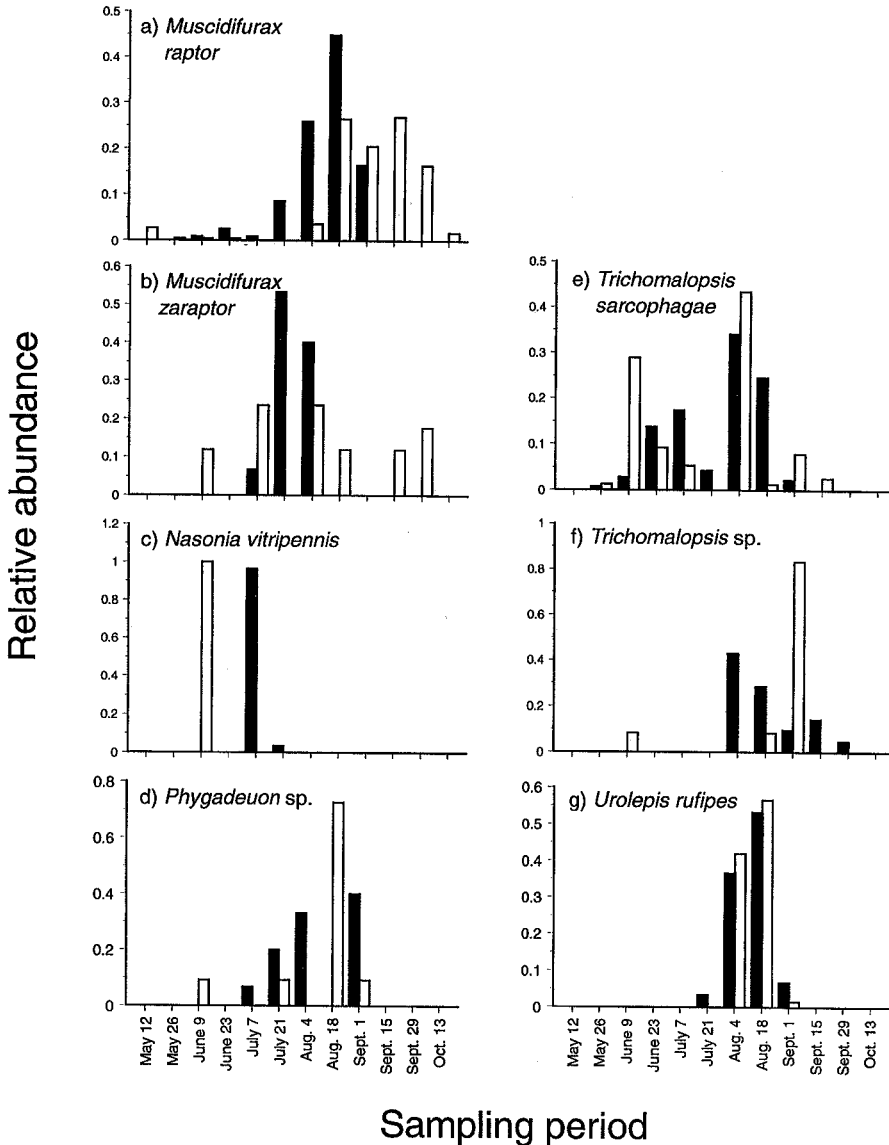 a) Muscidifurax
raptor
0.5
0.4
0.3
0.2
0.1
0
b) Muscidifurax
zaraptor
0.6
0.5
0.4
0.3
0.2
0.1
0
c) Nasonia vitripennis
1.2
1
0.8
0.6
0.4
0.2
0
d) Phygadeuon sp.
0.8
0.6
0.4
0.2
0
May 12
May 26
June 9
June 23
July 7
July 21
Aug. 4
Aug. 18
Sept. 1
Sept. 15
Sept. 29
Oct. 13
e) Trichomalopsis
sarcophagae
0.5
0.4
0.3
0.2
0.1
0
f) Trichomalopsis sp.
1
0.8
0.6
0.4
0.2
0
g) Urolepis rufipes
0.6
0.5
0.4
0.3
0.2
0.1
0
May 12
May 26
June 9
June 23
July 7
July 21
Aug. 4
Aug. 18
Sept. 1
Sept. 15
Sept. 29
Oct. 13
Relative abundance
Sampling period